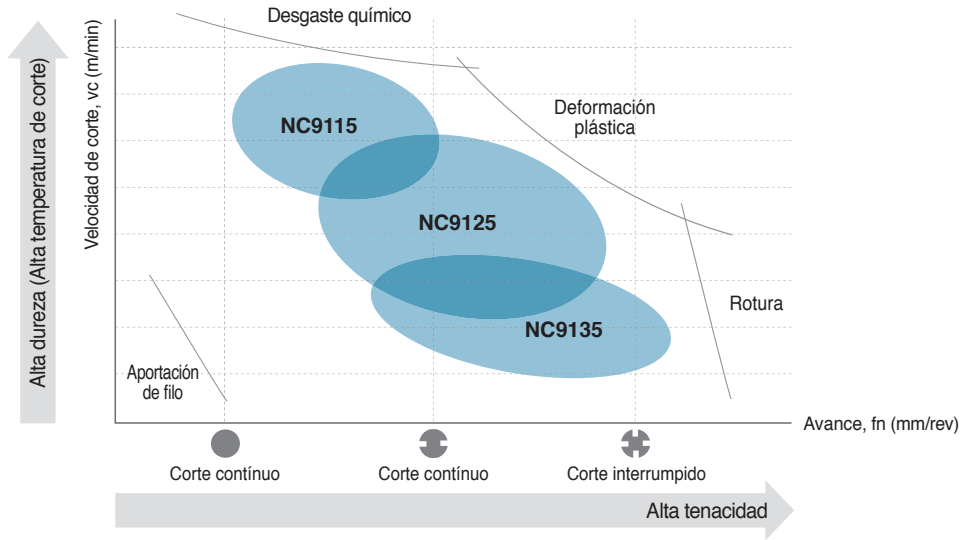 Desgaste químico
Alta dureza (Alta temperatura de corte)
Velocidad de corte, vc (m/min)
NC9115
Deformación
plástica
NC9125
Rotura
NC9135
Aportación
de filo
Avance, fn (mm/rev)
Corte contínuo
Corte contínuo
Corte interrumpido
Alta tenacidad